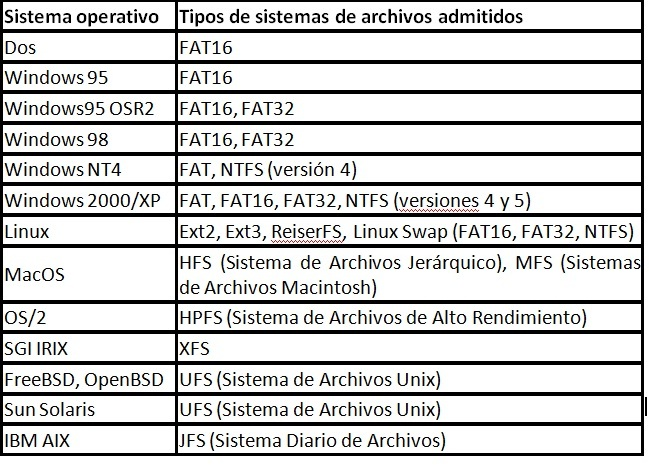 Sistema operativo Tipos de sistemas de archivos admitidos
Dos FAT16
Windows 95 FAT16
Windows95 OSR2 FAT16, FAT32
Windows 98 FAT16, FAT32
Windows NT4 FAT, NTFS (versión 4)
Windows 2000/XP FAT, FAT16, FAT32, NTFS (versiones 4 y 5)
Linux Ext2, Ext3, ReiserFS, Linux Swap (FAT16, FAT32, NTFS)
MacOS HFS (Sistema de Archivos Jerárquico), MFS (Sistemas
de Archivos Macintosh)
OS/2 HPFS (Sistema de Archivos de Alto Rendimiento)
SGI IRIX XFS
FreeBSD, OpenBSD UFS (Sistema de Archivos Unix)
Sun Solaris UFS (Sistema de Archivos Unix)
IBM AIX JFS (Sistema Diario de Archivos)